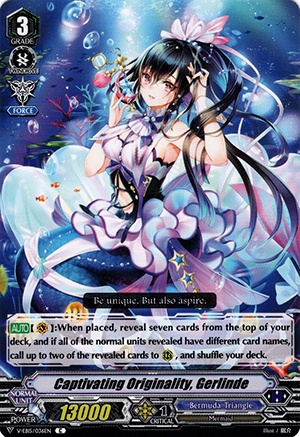 3
GRADE
TWIN DRIVE
FORCE
Be unique. But also aspire.
AUTO :When placed, reveal seven cards from the top of your
deck, and if all of the normal units revealed have different card names,
call up to two of the revealed cards to , and shuffle your deck.
NORMAL
UNIT
Captivating Originality, Gerlinde
V-EB15/036EN C
POWER 13000
1
CRITICAL
Bermuda Triangle
Mermaid